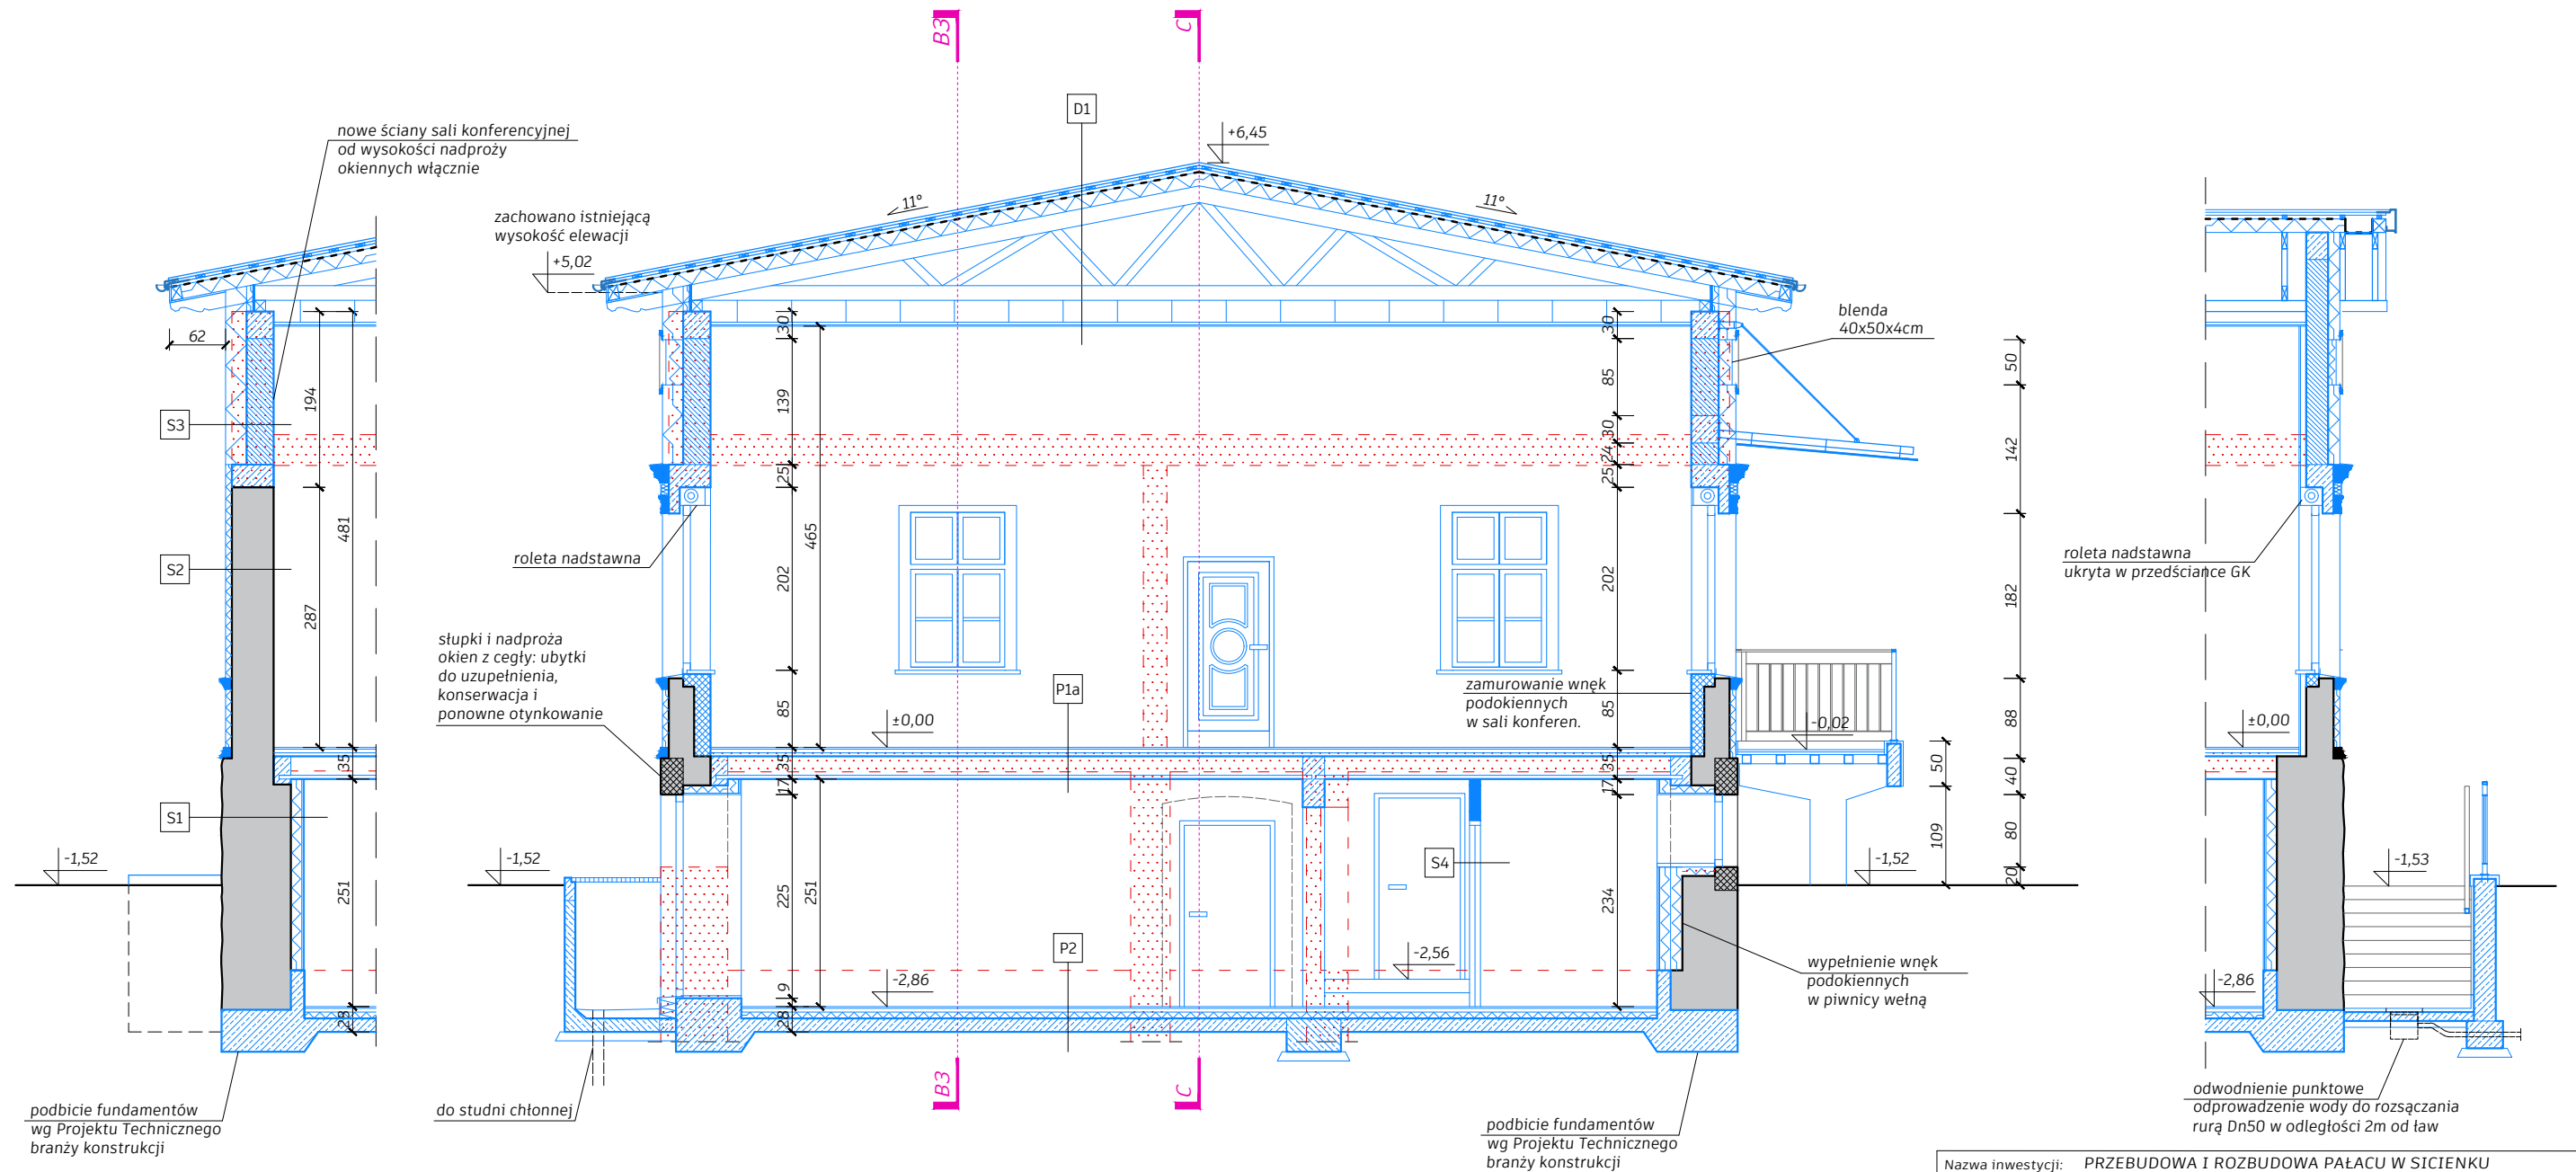 B3
C
D1
nowe ściany sali konferencyjnej
od wysokości nadproży
okiennych włącznie
+6,45
11°
11°
zachowano istniejącą
wysokość elewacji
+5,02
blenda
40x50x4cm
62
194
481
S3
S2
287
35
S1
-1,52
251
28
podbicie fundamentów
wg Projektu Technicznego
branży konstrukcji
roleta nadstawna
słupki i nadproża
okien z cegły: ubytki
do uzupełnienia,
konserwacja i
ponowne otynkowanie
-1,52
do studni chłonnej
30
139
25
202
85
35
17
225
9
28
465
251
±0,00
P1a
-2,86
P2
B3
C
30
85
30
24
25
202
85
35
17
234
zamurowanie wnęk
podokiennych
w sali konferen.
S4
-2,56
-0,02
50
109
-1,52
wypełnienie wnęk
podokiennych
w piwnicy wełną
podbicie fundamentów
wg Projektu Technicznego
branży konstrukcji
50
142
182
88
40
80
20
roleta nadstawna
ukryta w przedściance GK
±0,00
-1,53
-2,86
odwodnienie punktowe
odprowadzenie wody do rozsączania
rurą Dn50 w odległości 2m od ław
Nazwa inwestycji: PRZEBUDOWA I ROZBUDOWA PAŁACU W SICIENKU